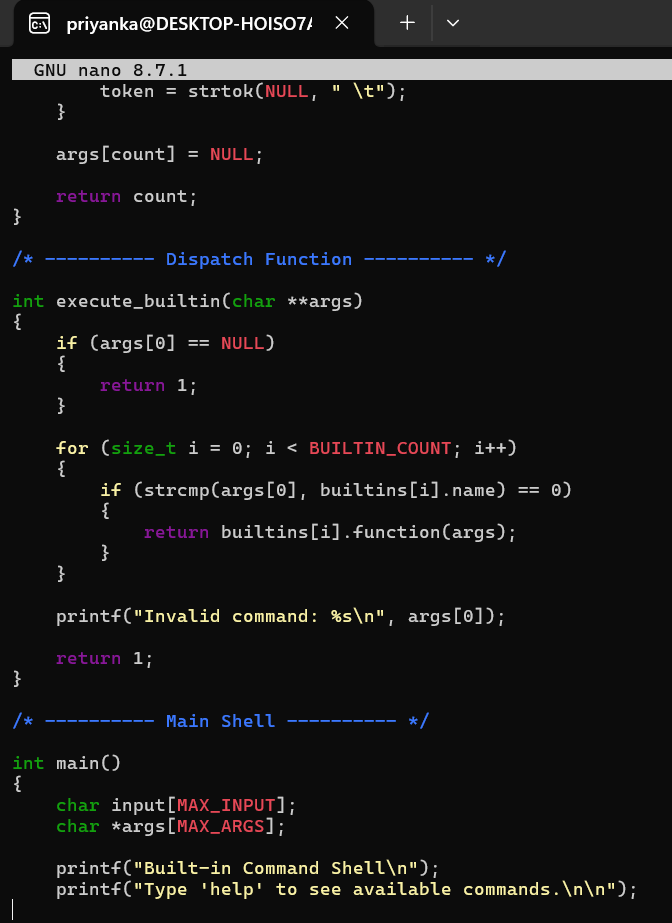 priyanka@DESKTOP-HOISO7
GNU nano 8.7.1
        token = strtok(NULL, " \t");
    }

    args[count] = NULL;

    return count;
}

/* ---------- Dispatch Function ---------- */

int execute_builtin(char **args)
{
    if (args[0] == NULL)
    {
        return 1;
    }

    for (size_t i = 0; i < BUILTIN_COUNT; i++)
    {
        if (strcmp(args[0], builtins[i].name) == 0)
        {
            return builtins[i].function(args);
        }
    }

    printf("Invalid command: %s\n", args[0]);

    return 1;
}

/* ---------- Main Shell ---------- */

int main()
{
    char input[MAX_INPUT];
    char *args[MAX_ARGS];

    printf("Built-in Command Shell\n");
    printf("Type 'help' to see available commands.\n\n");